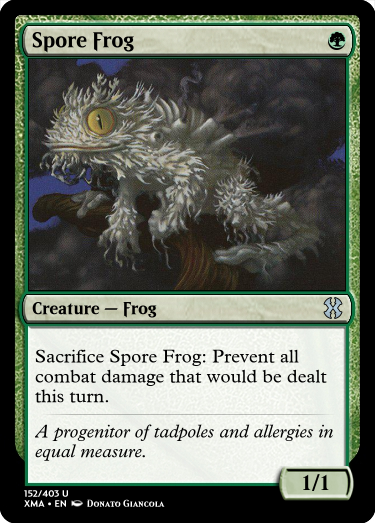 Spore Frog
Creature — Frog
Sacrifice Spore Frog: Prevent all
combat damage that would be dealt
this turn.
A progenitor of tadpoles and allergies in
equal measure.
1/1
152/403 U
XMA • EN Donato Giancola